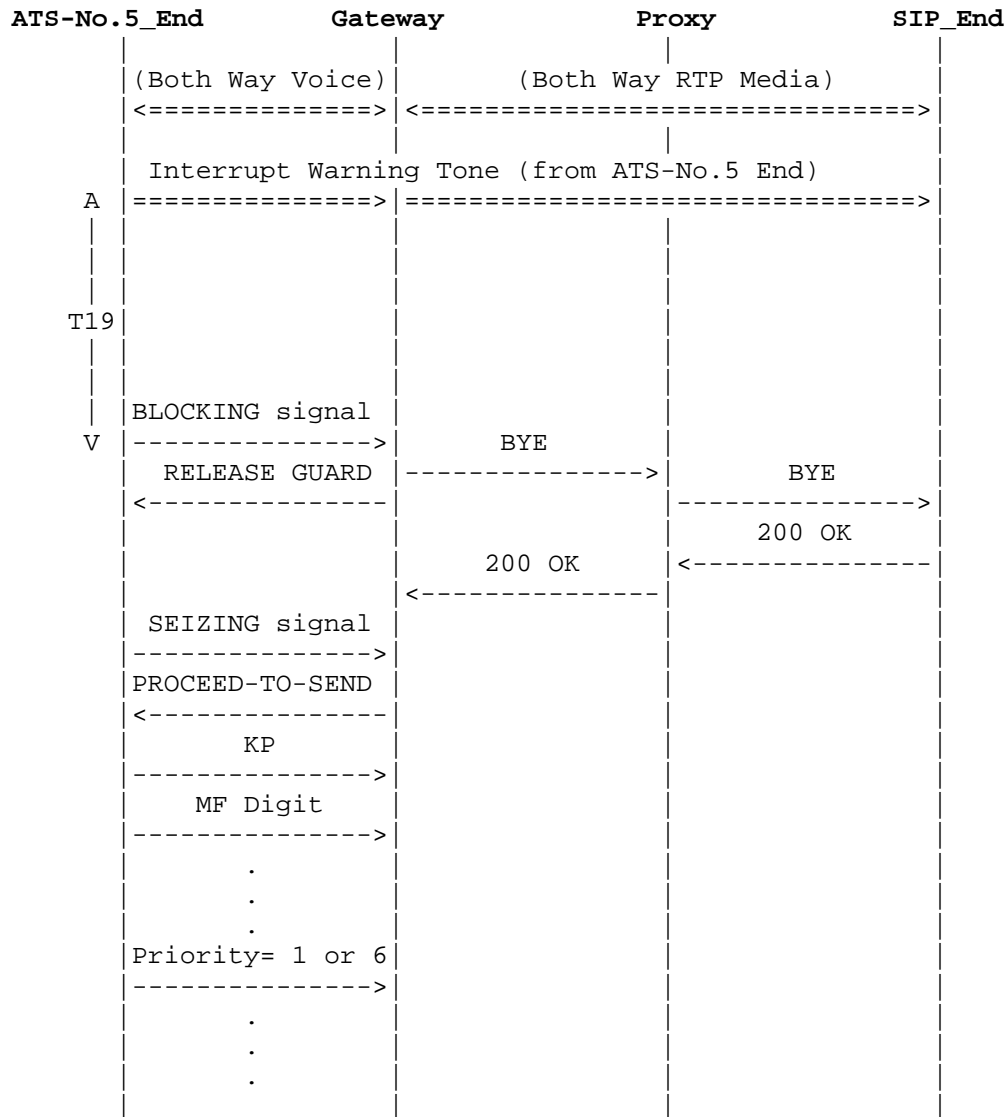 ATS-No.5_End Gateway Proxy SIP_End
(Both Way Voice) (Both Way RTP Media)
Interrupt Warning Tone (from ATS-No.5 End)
A
T19
BLOCKING signal
V BYE
RELEASE GUARD BYE
200 OK
200 OK
SEIZING signal
PROCEED-TO-SEND
KP
MF Digit
.
.
.
Priority= 1 or 6
.
.
.